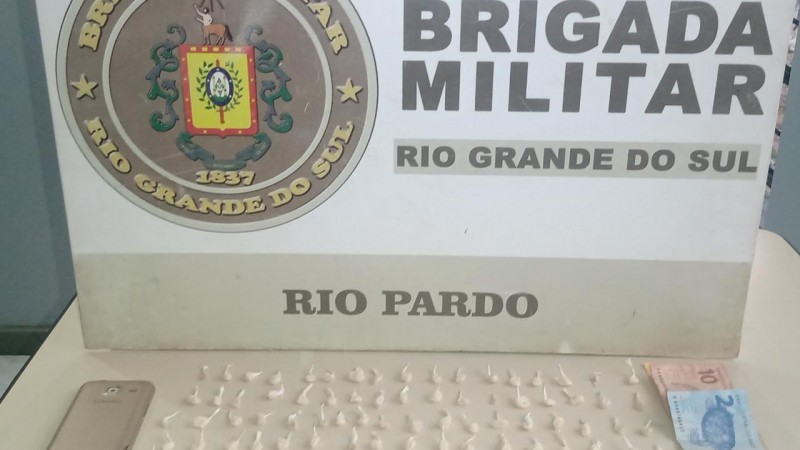 BRIGADA
MILITAR
RIO GRANDE DO SUL
RIO GRANDE DO SUL
1837
RIO PARDO
10
2